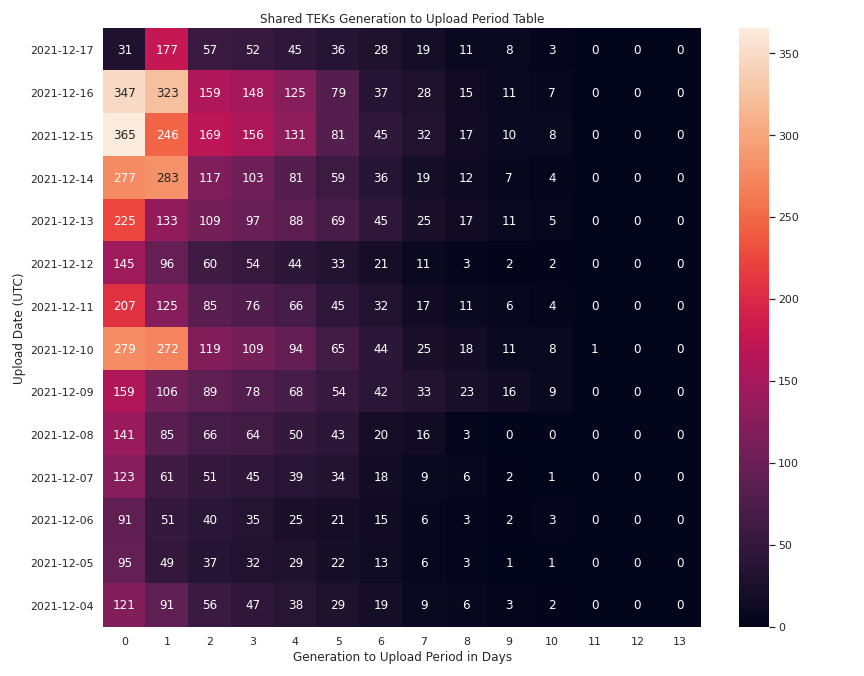 Shared TEKs Generation to Upload Period Table
Upload Date (UTC)
2021-12-17 31 177 57 52 45 36 28 19 11 8 3 0 0 0
2021-12-16 347 323 159 148 125 79 37 28 15 11 7 0 0 0
2021-12-15 365 246 169 156 131 81 45 32 17 10 8 0 0 0
2021-12-14 277 283 117 103 81 59 36 19 12 7 4 0 0 0
2021-12-13 225 133 109 97 88 69 45 25 17 11 5 0 0 0
2021-12-12 145 96 60 54 44 33 21 11 3 2 2 0 0 0
2021-12-11 207 125 85 76 66 45 32 17 11 6 4 0 0 0
2021-12-10 279 272 119 109 94 65 44 25 18 11 8 1 0 0
2021-12-09 159 106 89 78 68 54 42 33 23 16 9 0 0 0
2021-12-08 141 85 66 64 50 43 20 16 3 0 0 0 0 0
2021-12-07 123 61 51 45 39 34 18 9 6 2 1 0 0 0
2021-12-06 91 51 40 35 25 21 15 6 3 2 3 0 0 0
2021-12-05 95 49 37 32 29 22 13 6 3 1 1 0 0 0
2021-12-04 121 91 56 47 38 29 19 9 6 3 2 0 0 0
0 1 2 3 4 5 6 7 8 9 10 11 12 13
Generation to Upload Period in Days
350
300
250
200
150
100
50
0